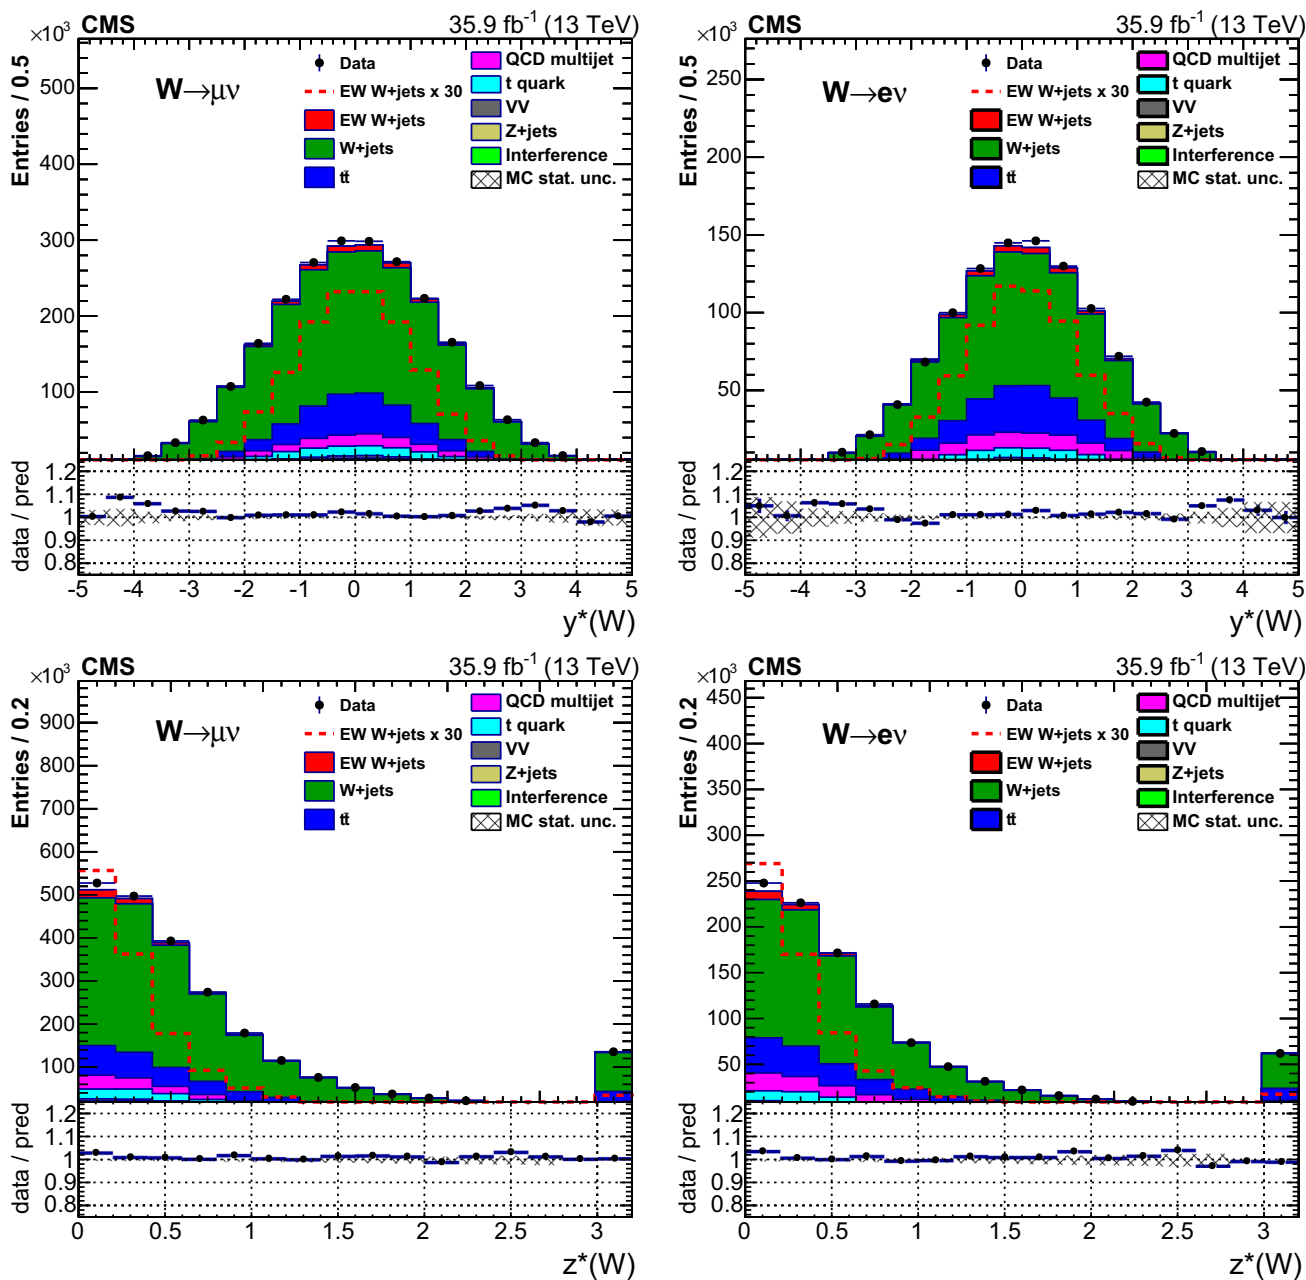 CMS 35.9 fb⁻¹ (13 TeV)
×10³
Entries / 0.5
500
400
300
200
100
W→μν
Data
EW W+jets x 30
EW W+jets
W+jets
tt̄
QCD multijet
t quark
VV
Z+jets
Interference
MC stat. unc.
data / pred
1.2
1.1
1
0.9
0.8
-5 -4 -3 -2 -1 0 1 2 3 4 5
y*(W)
CMS 35.9 fb⁻¹ (13 TeV)
×10³
Entries / 0.5
250
200
150
100
50
W→eν
Data
EW W+jets x 30
EW W+jets
W+jets
tt̄
QCD multijet
t quark
VV
Z+jets
Interference
MC stat. unc.
data / pred
1.2
1.1
1
0.9
0.8
-5 -4 -3 -2 -1 0 1 2 3 4 5
y*(W)
CMS 35.9 fb⁻¹ (13 TeV)
×10³
Entries / 0.2
900
800
700
600
500
400
300
200
100
W→μν
Data
EW W+jets x 30
EW W+jets
W+jets
tt̄
QCD multijet
t quark
VV
Z+jets
Interference
MC stat. unc.
data / pred
1.2
1.1
1
0.9
0.8
0 0.5 1 1.5 2 2.5 3
z*(W)
CMS 35.9 fb⁻¹ (13 TeV)
×10³
Entries / 0.2
450
400
350
300
250
200
150
100
50
W→eν
Data
EW W+jets x 30
EW W+jets
W+jets
tt̄
QCD multijet
t quark
VV
Z+jets
Interference
MC stat. unc.
data / pred
1.2
1.1
1
0.9
0.8
0 0.5 1 1.5 2 2.5 3
z*(W)